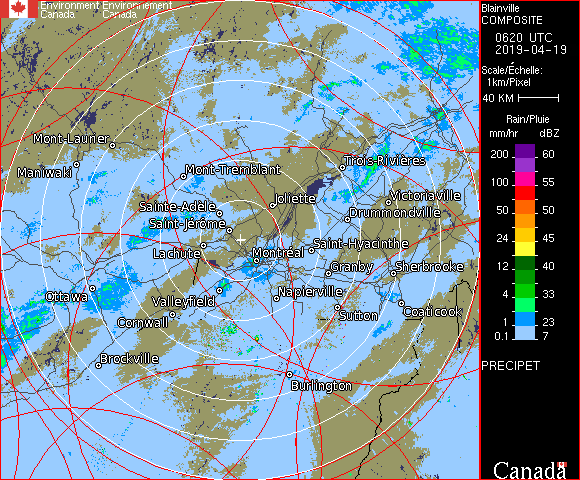 Environment Environnement
Canada Canada
Blainville
COMPOSITE
0620 UTC
2019-04-19
Scale/Échelle:
1km/Pixel
40 KM
Rain/Pluie
mm/hr dBZ
200 60
100 55
50 50
24 45
12 40
4 33
1 23
0.1 7
PRECIPET
Canada
Mont-Laurier
Maniwaki
Mont-Tremblant
Trois-Rivières
Sainte-Adèle
Joliette
Victoriaville
Saint-Jérôme
Drummondville
Lachute
Montréal
Saint-Hyacinthe
Granby
Sherbrooke
Ottawa
Valleyfield
Napierville
Cornwall
Sutton
Coaticook
Brockville
Burlington